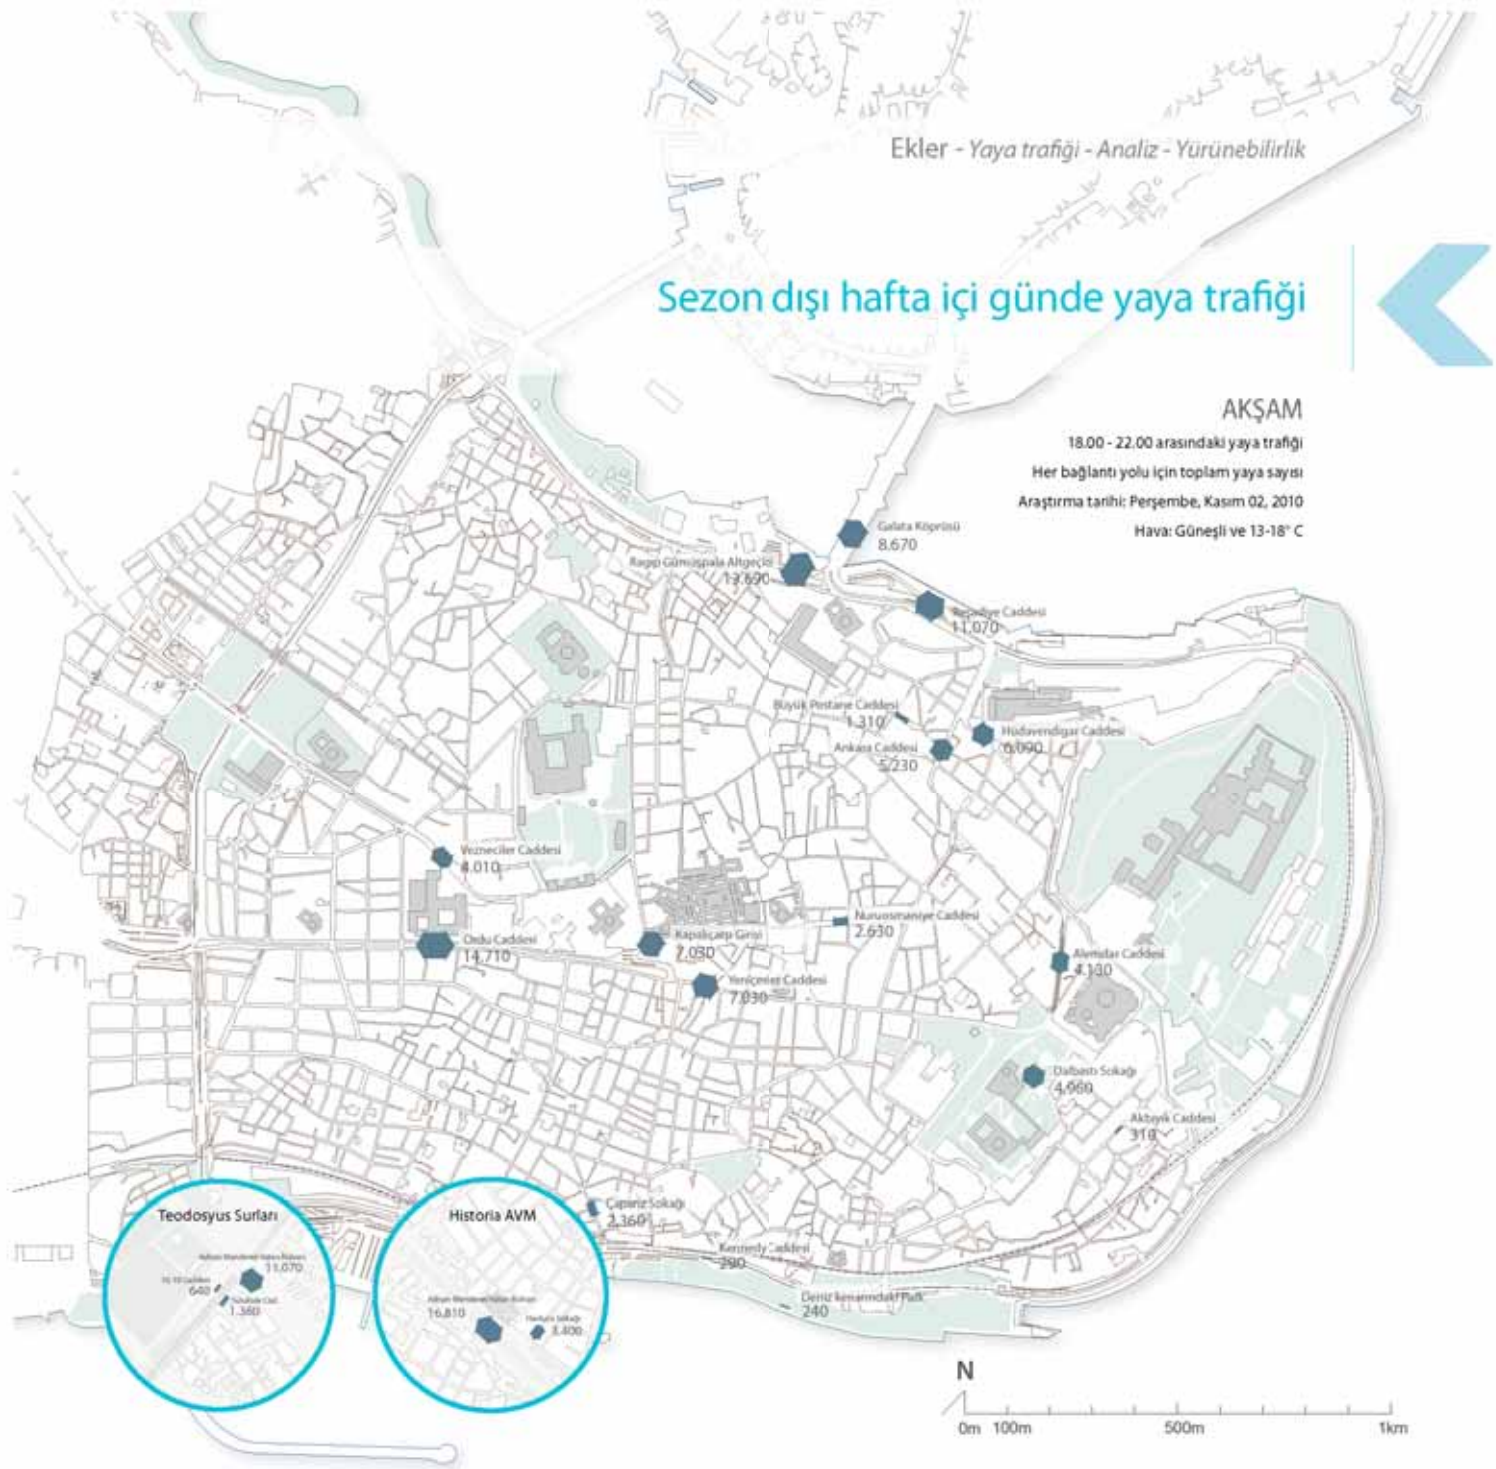 Ekler - Yaya trafiği - Analiz - Yürünebilirlik
Sezon dışı hafta içi günde yaya trafiği
AKŞAM
18.00 - 22.00 arasındaki yaya trafiği
Her bağlantı yolu için toplam yaya sayısı
Araştırma tarihi: Perşembe, Kasım 02, 2010
Hava: Güneşli ve 13-18° C
Galata Köprüsü
8.670
Ragıp Gümüşpala Altgeçidi
13.690
Reşadiye Caddesi
11.070
Büyük Postane Caddesi
1.310
Hüdavendigar Caddesi
6.090
Ankara Caddesi
5.230
Vezneciler Caddesi
4.010
Ordu Caddesi
14.710
Kapalıçarşı Girişi
7.030
Nuruosmaniye Caddesi
2.630
Yeniçeriler Caddesi
7.030
Alemdar Caddesi
4.130
Dalbastı Sokağı
4.960
Akbıyık Caddesi
310
Çapariz Sokağı
2.360
Kennedy Caddesi
290
Deniz kenarındaki Park
240
Teodosyus Surları
11.070
640
1.360
Historia AVM
16.810
3.400
N
0m 100m 500m 1km